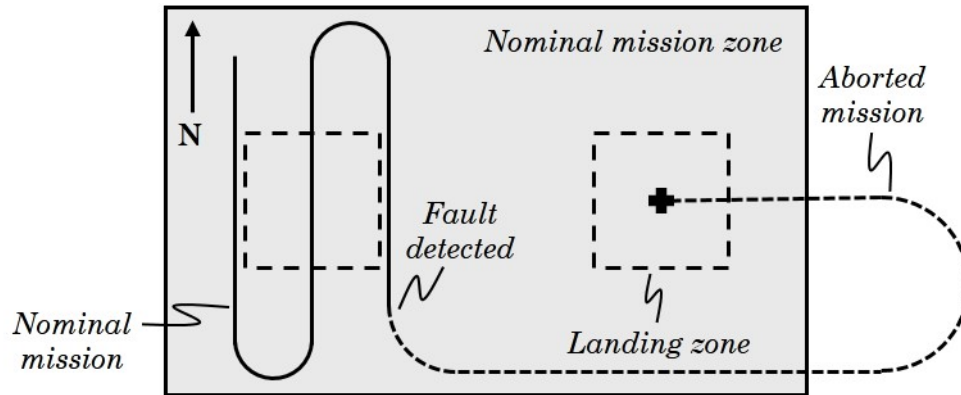 Nominal mission zone
Aborted
mission
N
Fault
detected
Nominal
mission
Landing zone